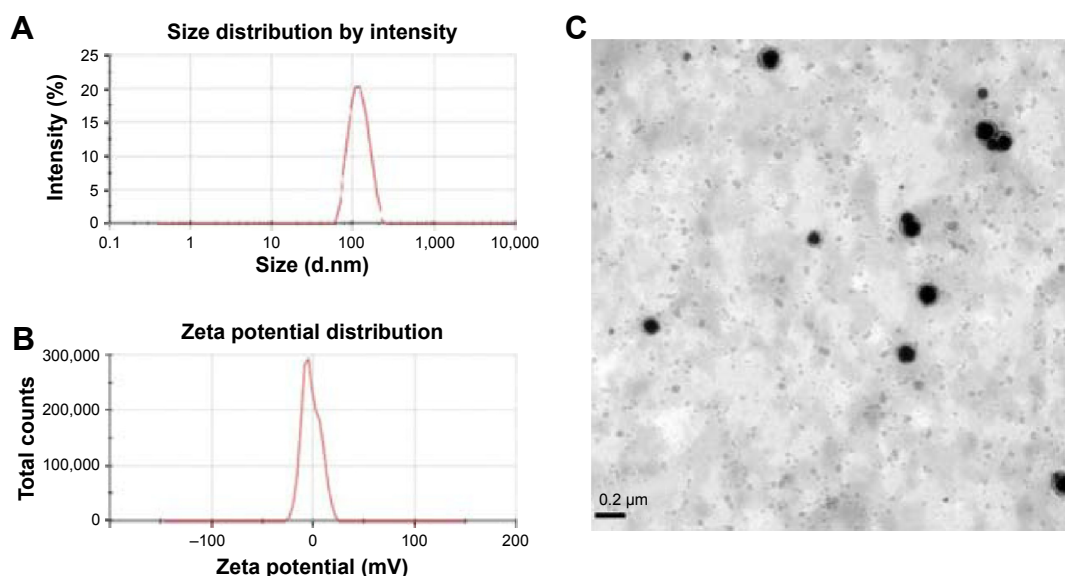 A
Size distribution by intensity
Intensity (%)
25
20
15
10
5
0
0.1 1 10 100 1,000 10,000
Size (d.nm)
B
Zeta potential distribution
Total counts
300,000
200,000
100,000
0
–100 0 100 200
Zeta potential (mV)
C
0.2 µm